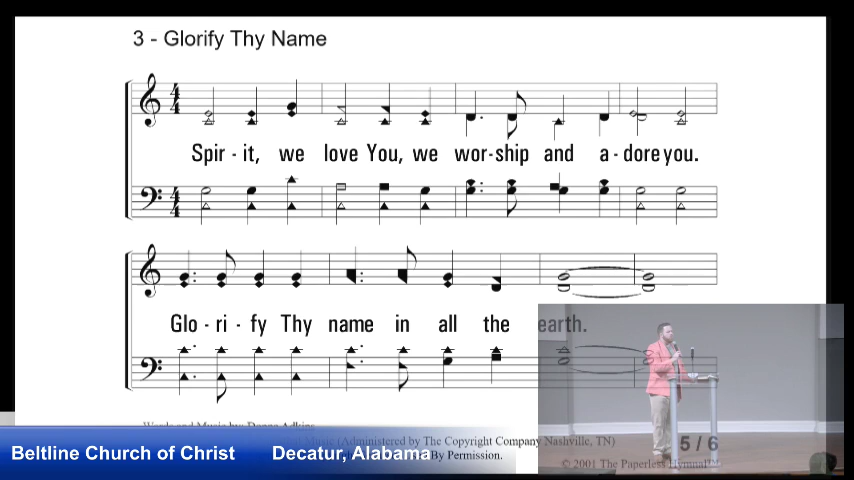 3 - Glorify Thy Name
4
4
Spir - it, we love You, we wor-ship and a-dore you.
4
4
Glo - ri - fy Thy name in all the earth.
Words and Music by Donna Adkins
Music (Administered by The Copyright Company Nashville, TN)
Beltline Church of Christ Decatur, Alabama
By Permission.
5 / 6
© 2001 The Paperless Hymnal™